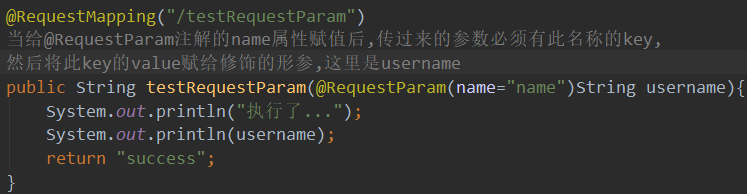 @RequestMapping("/testRequestParam")
当给@RequestParam注解的name属性赋值后,传过来的参数必须有此名称的key,
然后将此key的value赋给修饰的形参,这里是username
public String testRequestParam(@RequestParam(name="name")String username){
    System.out.println("执行了...");
    System.out.println(username);
    return "success";
}